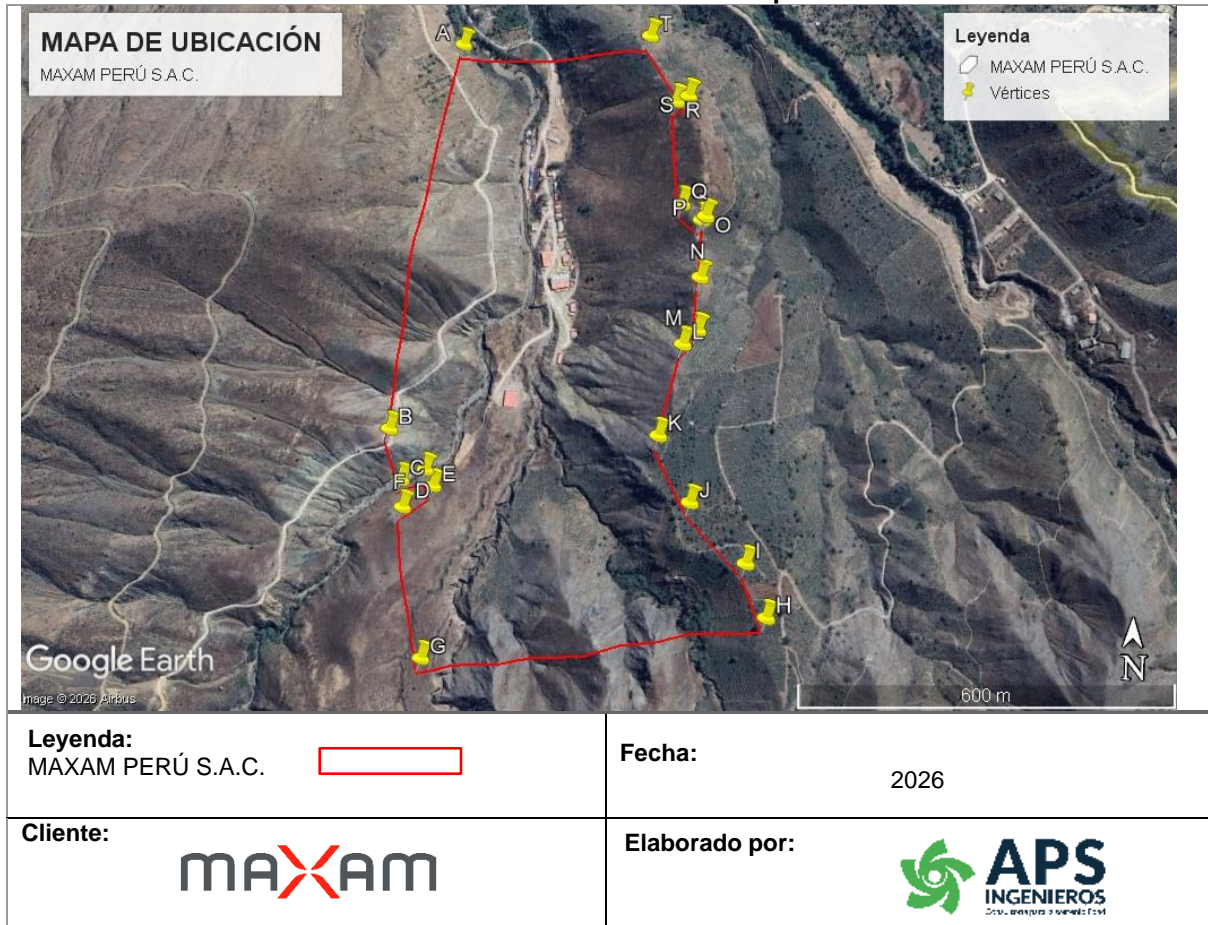 MAPA DE UBICACIÓN
MAXAM PERÚ S.A.C.
Leyenda
MAXAM PERÚ S.A.C.
Vértices
A
T
S
R
Q
P
O
N
M
L
K
B
C
F
E
D
J
I
H
G
N
600 m
Google Earth
Image © 2026 Airbus
Leyenda:
MAXAM PERÚ S.A.C.
Fecha:
2026
Cliente:
maxam
Elaborado por:
APS
INGENIEROS